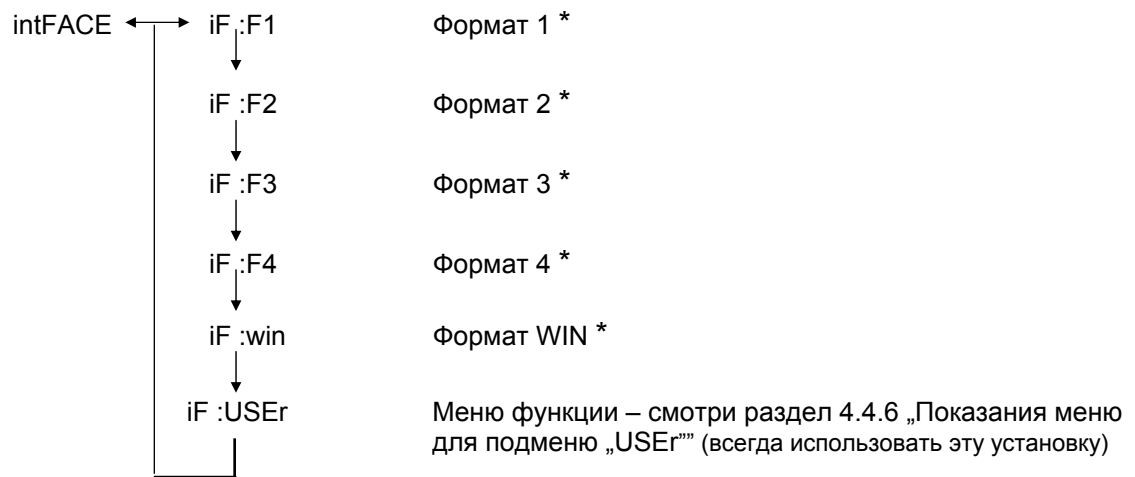 intFACE iF :F1 Формат 1 *
iF :F2 Формат 2 *
iF :F3 Формат 3 *
iF :F4 Формат 4 *
iF :win Формат WIN *
iF :USEr Меню функции – смотри раздел 4.4.6 „Показания меню
для подменю „USEr”” (всегда использовать эту установку)